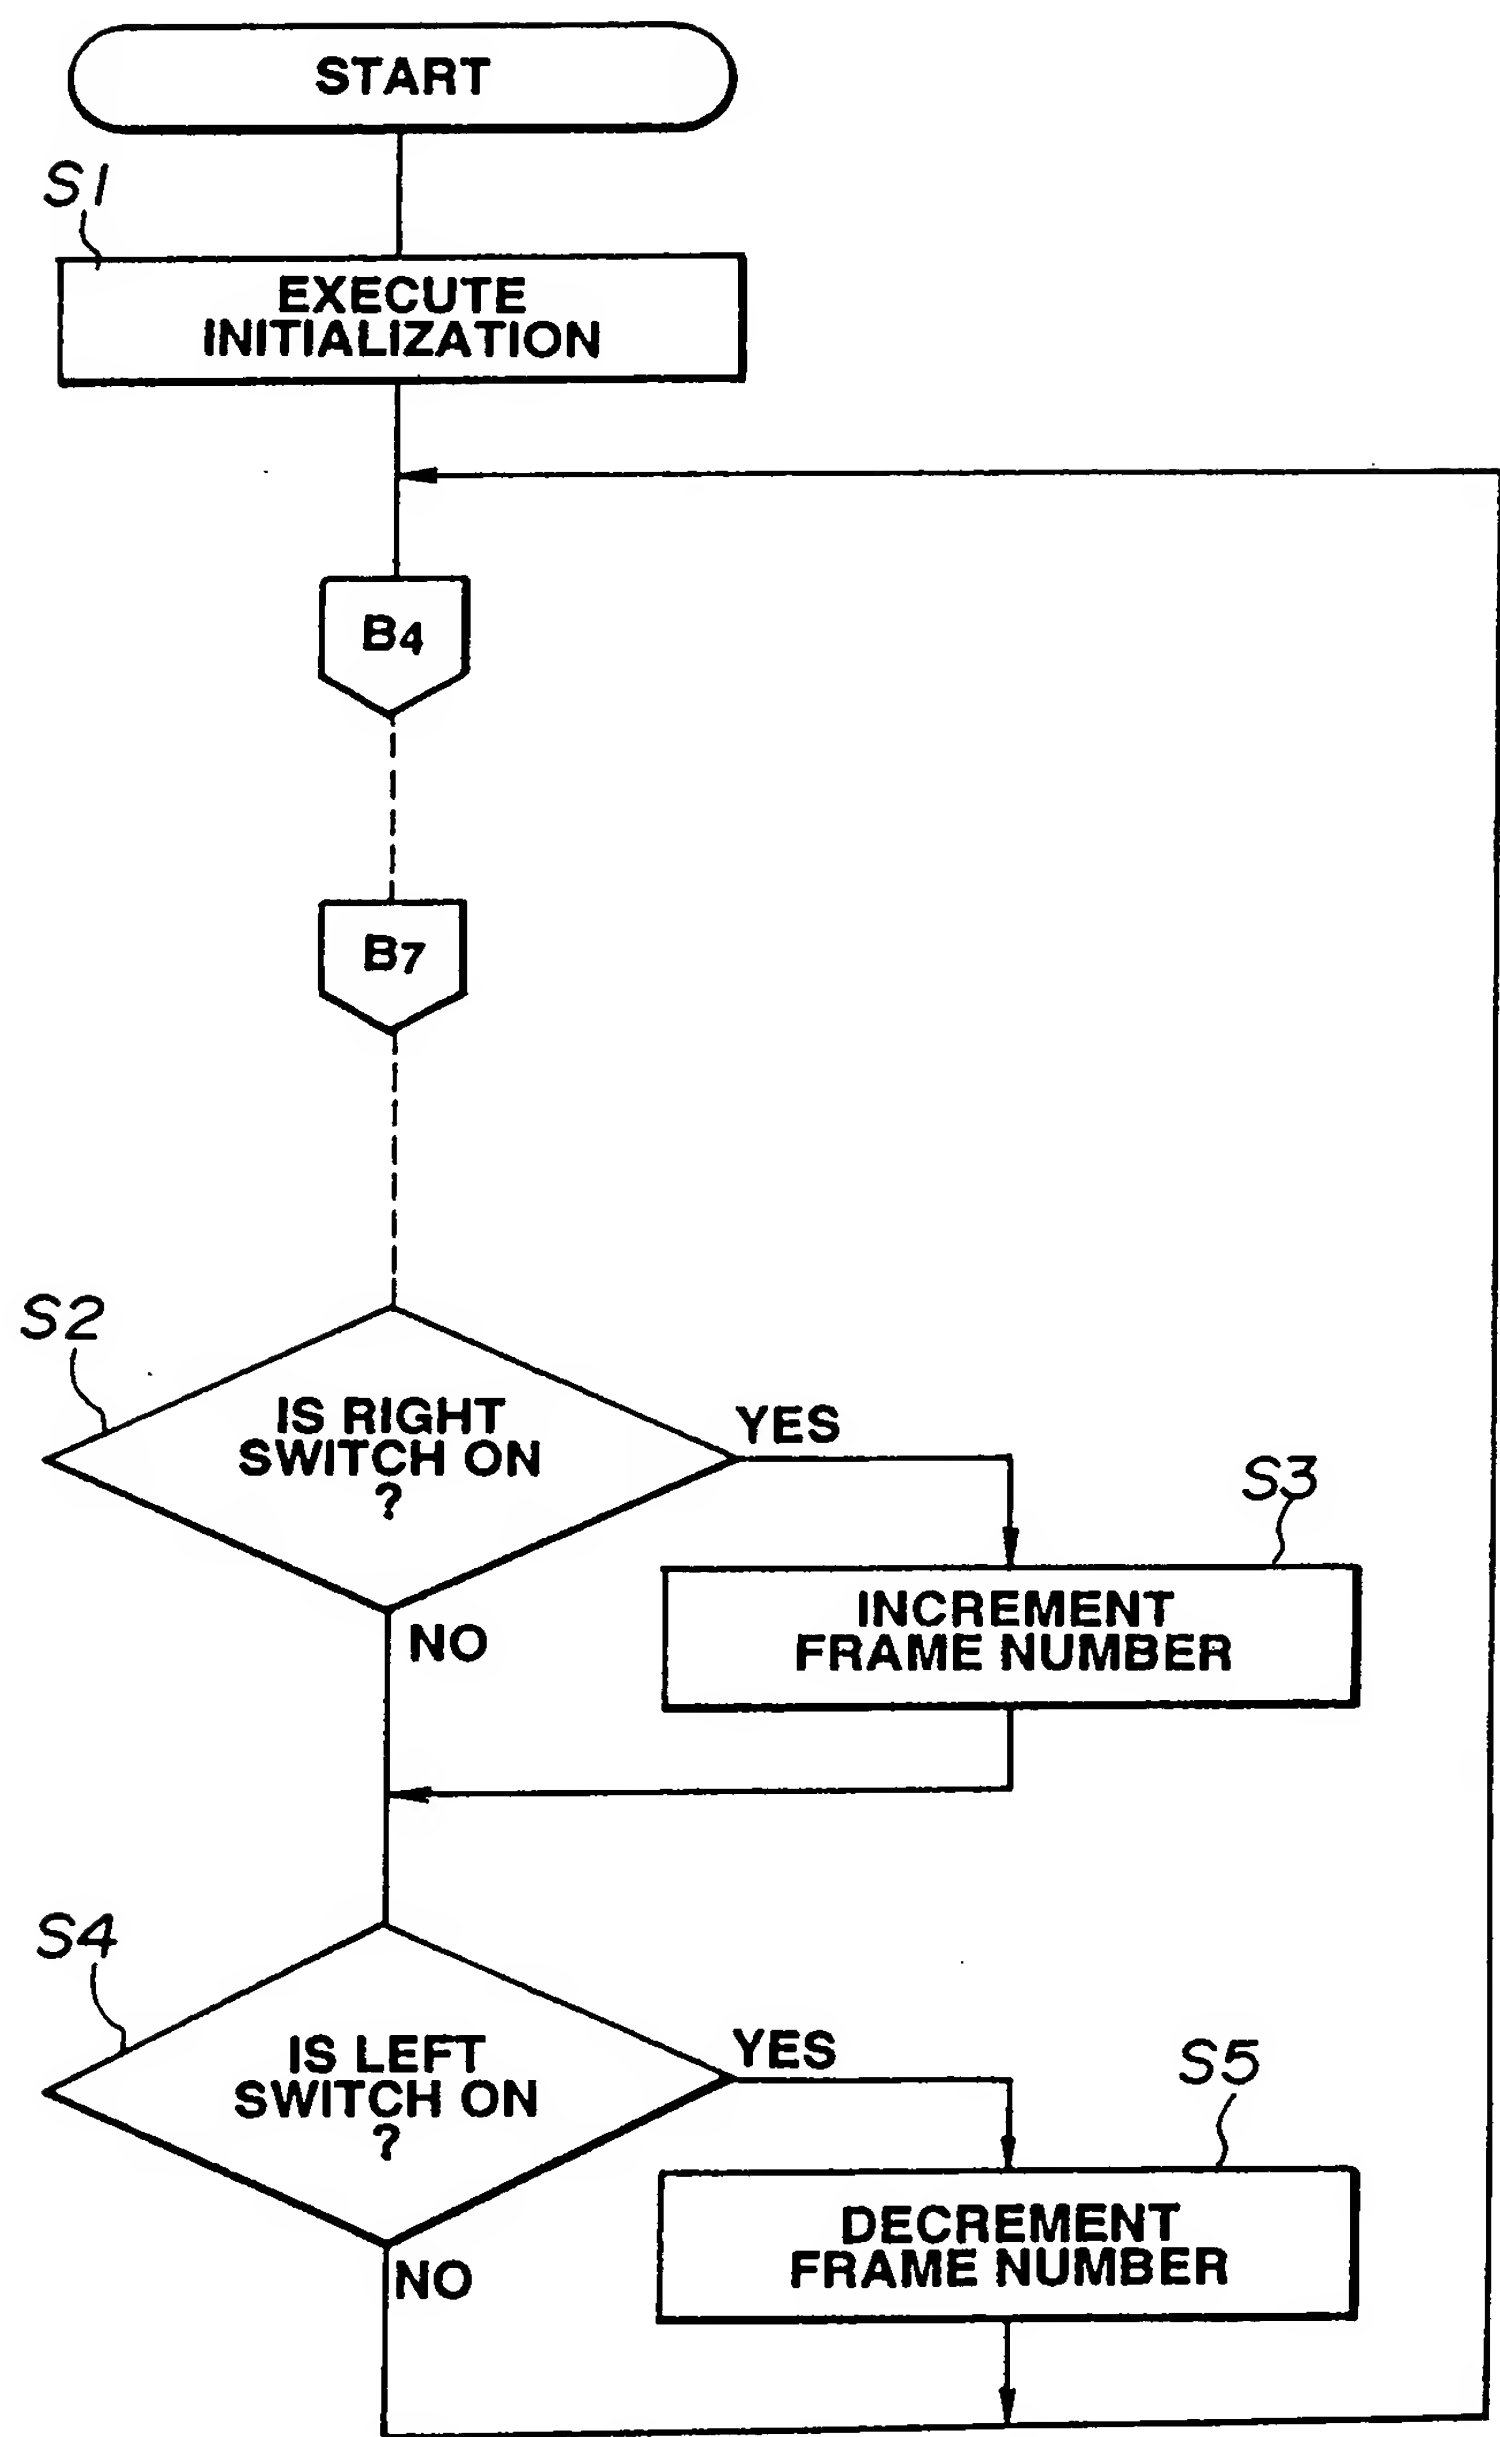 START
S1
EXECUTE
INITIALIZATION
B4
B7
S2
IS RIGHT
SWITCH ON
?
YES
S3
INCREMENT
FRAME NUMBER
NO
S4
IS LEFT
SWITCH ON
?
YES
S5
DECREMENT
FRAME NUMBER
NO